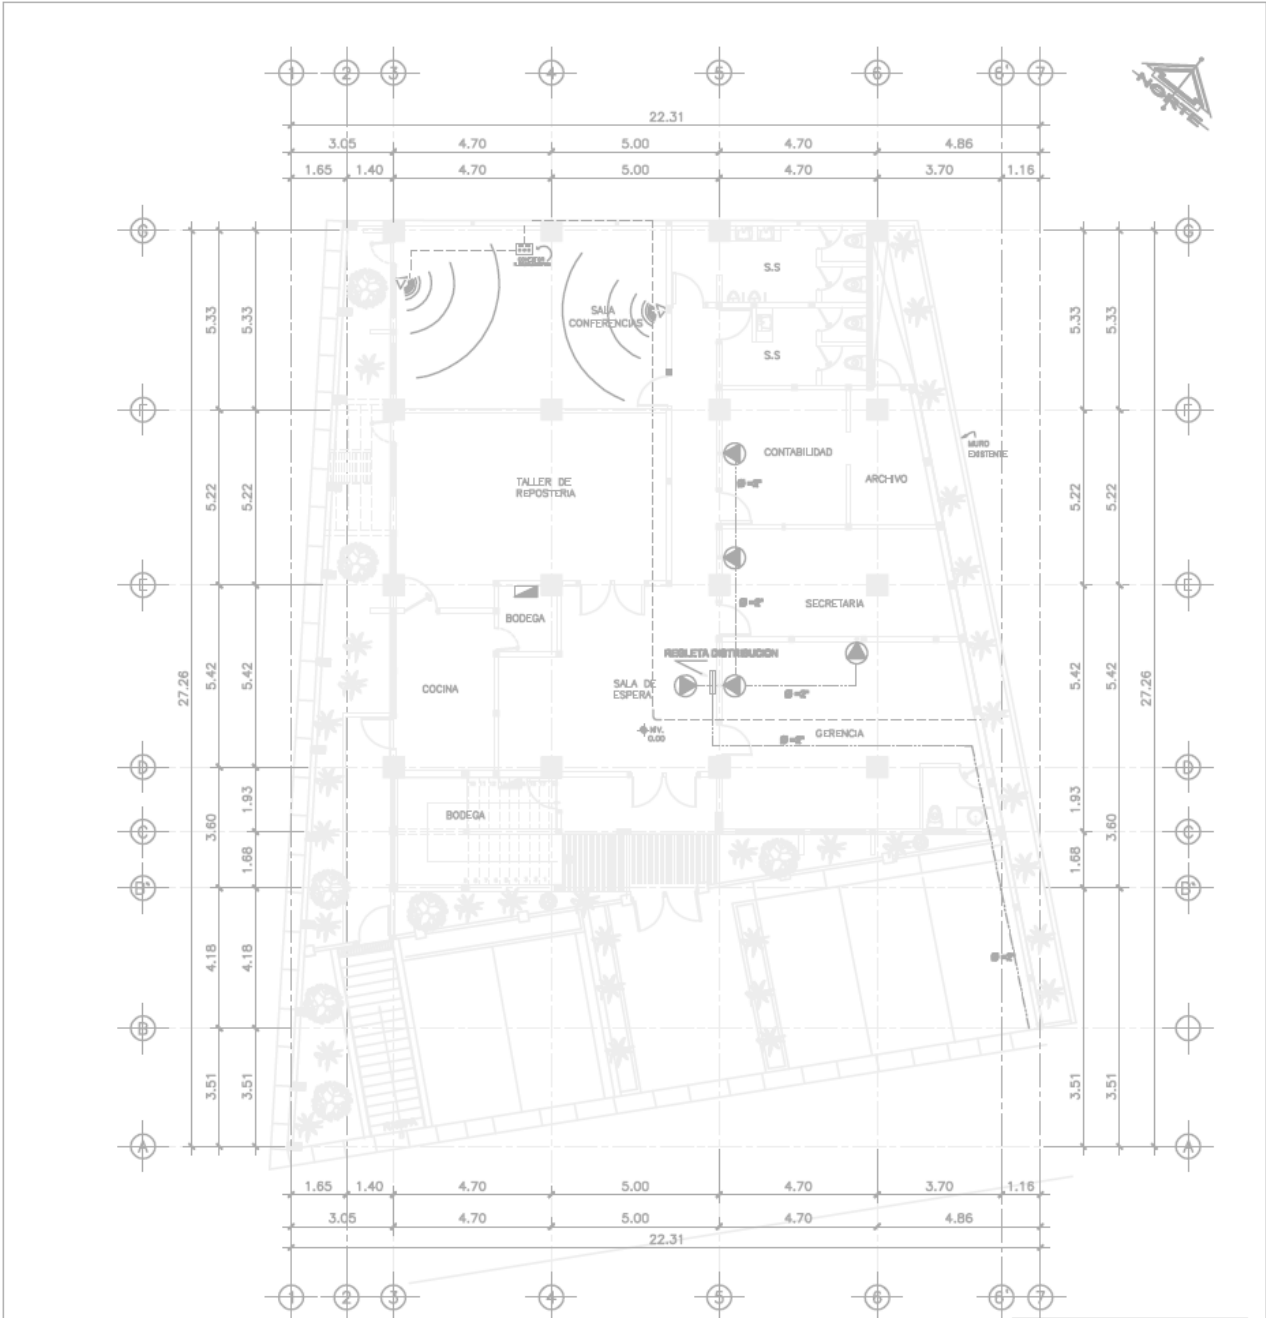 1 2 3 4 5 6 6' 7
NORTE
22.31
3.05 4.70 5.00 4.70 4.86
1.65 1.40 4.70 5.00 4.70 3.70 1.16
G G
S.S
SALA
CONFERENCIAS
5.33 5.33 5.33 5.33
S.S
F F
MURO
EXISTENTE
CONTABILIDAD
ARCHIVO
TALLER DE
REPOSTERIA
5.22 5.22 5.22 5.22
E E
SECRETARIA
BODEGA
REGLETA DISTRIBUCION
27.26 5.42 5.42 5.42 5.42 27.26
COCINA
SALA DE
ESPERA
NIV.
0.00
GERENCIA
D D
1.93 1.93
BODEGA
3.60 3.60
C C
1.68 1.68
B' B'
4.18 4.18
B
3.51 3.51 3.51 3.51
A A
1.65 1.40 4.70 5.00 4.70 3.70 1.16
3.05 4.70 5.00 4.70 4.86
22.31
1 2 3 4 5 6 6' 7